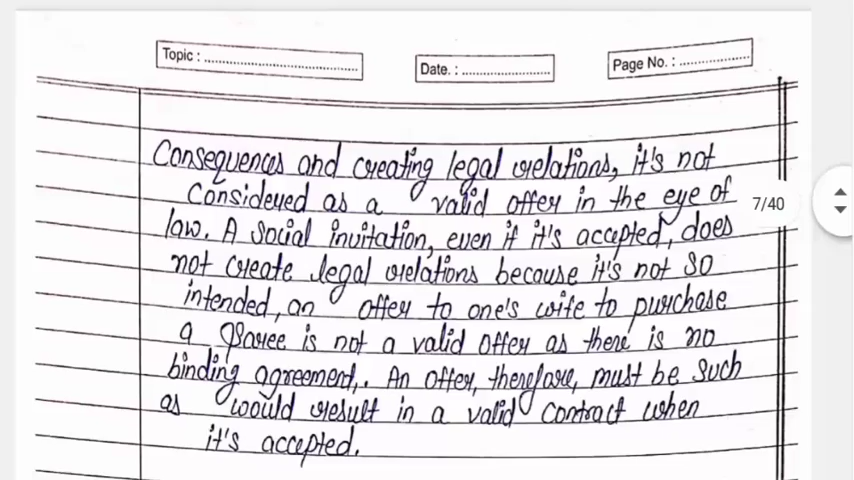 Topic : ............................................ Date. : .......................... Page No. : ....................
Consequences and creating legal relations, it's not
considered as a valid offer in the eye of
7/40
law. A social invitation, even if it's accepted, does
not create legal relations because it's not so
intended, an offer to one's wife to purchase
a Saree is not a valid offer as there is no
binding agreement,. An offer, therefore, must be such
as would result in a valid contract when
it's accepted.